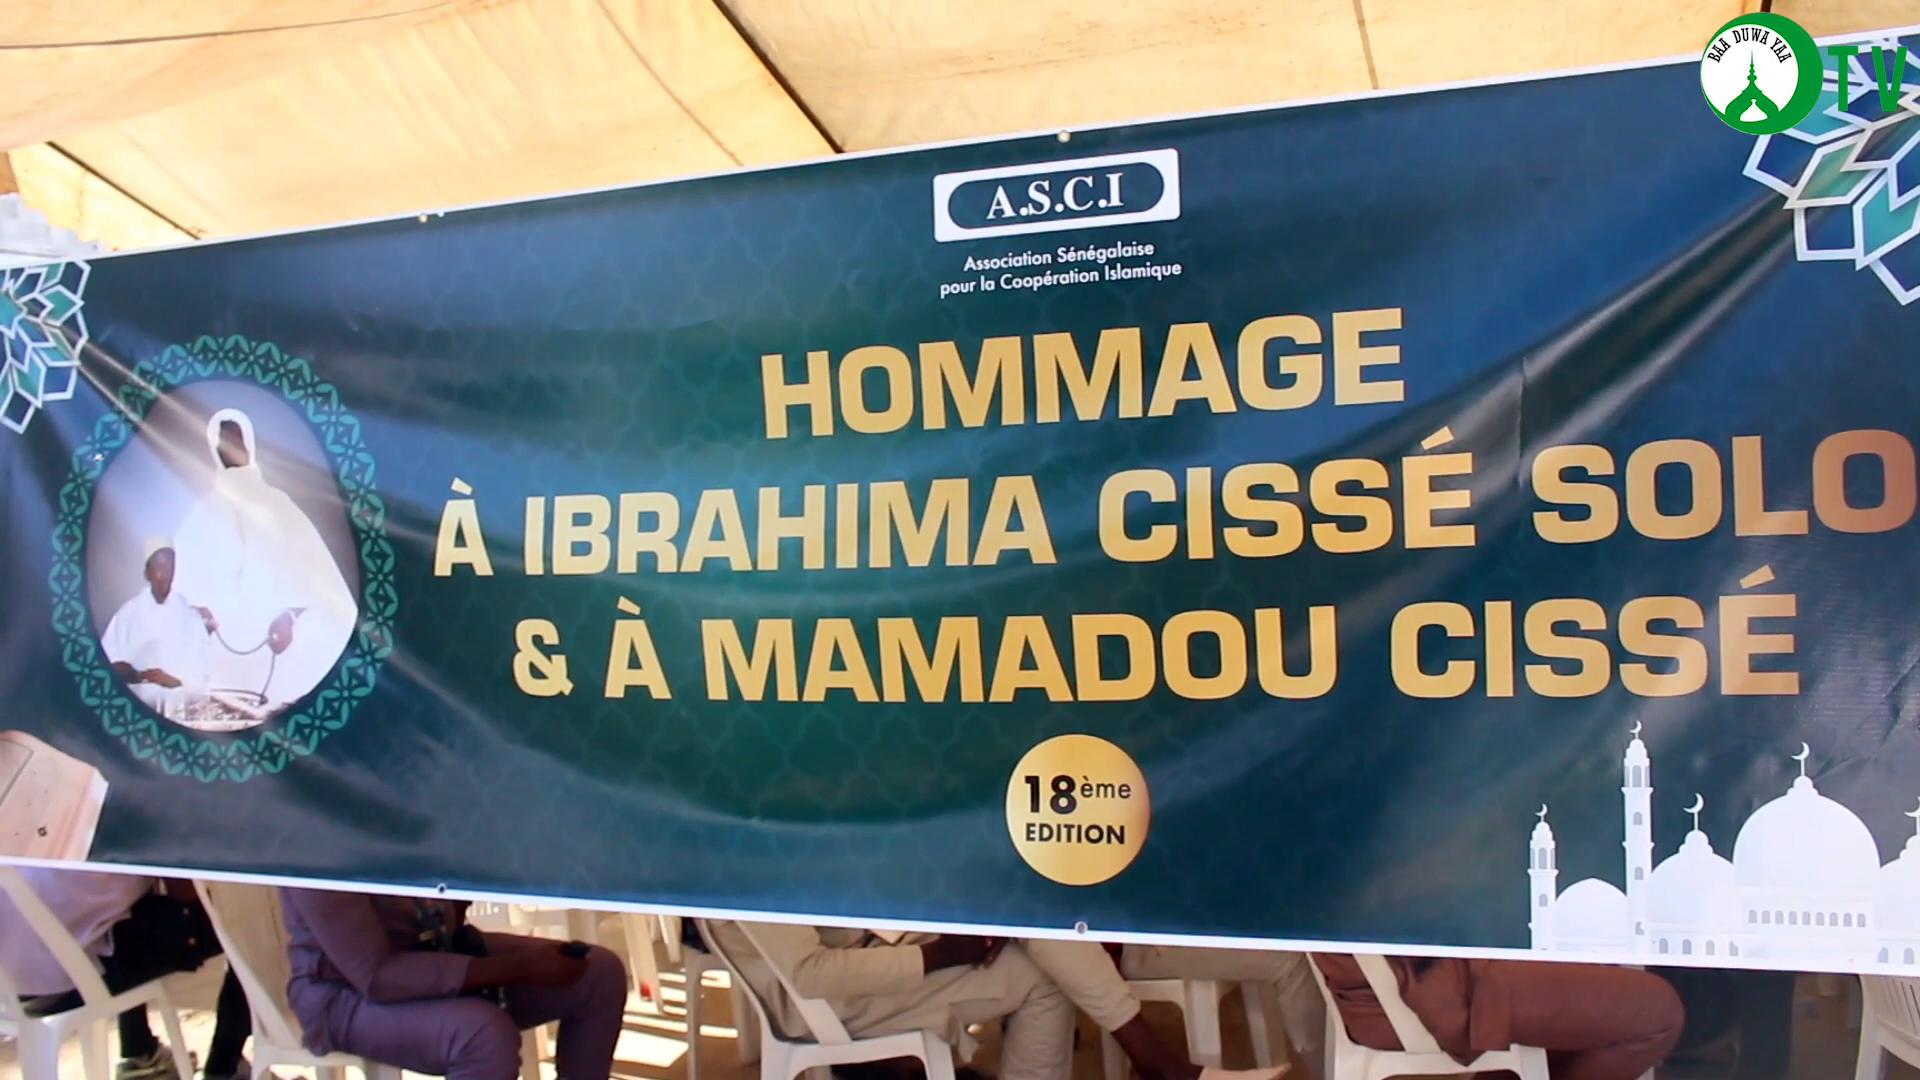 BAA DUWA YAA
TV
A.S.C.I
Association Sénégalaise
pour la Coopération Islamique
HOMMAGE
À IBRAHIMA CISSÉ SOLO
& À MAMADOU CISSÉ
18ème
EDITION